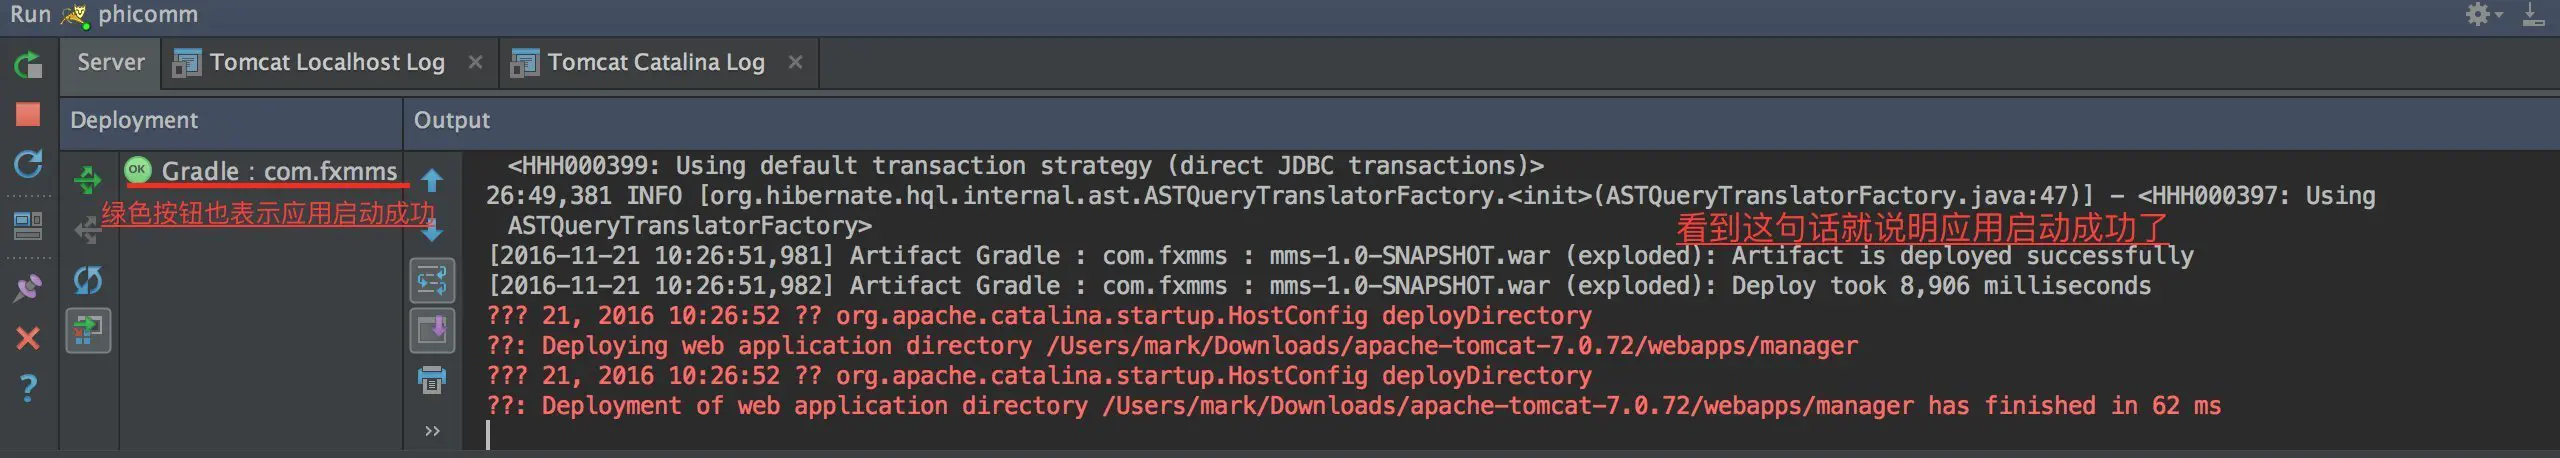 Run phicomm
Server Tomcat Localhost Log Tomcat Catalina Log
Deployment Output
OK Gradle : com.fxmms
绿色按钮也表示应用启动成功
<HHH000399: Using default transaction strategy (direct JDBC transactions)>
26:49,381 INFO [org.hibernate.hql.internal.ast.ASTQueryTranslatorFactory.<init>(ASTQueryTranslatorFactory.java:47)] - <HHH000397: Using
ASTQueryTranslatorFactory>
看到这句话就说明应用启动成功了
[2016-11-21 10:26:51,981] Artifact Gradle : com.fxmms : mms-1.0-SNAPSHOT.war (exploded): Artifact is deployed successfully
[2016-11-21 10:26:51,982] Artifact Gradle : com.fxmms : mms-1.0-SNAPSHOT.war (exploded): Deploy took 8,906 milliseconds
??? 21, 2016 10:26:52 ?? org.apache.catalina.startup.HostConfig deployDirectory
??: Deploying web application directory /Users/mark/Downloads/apache-tomcat-7.0.72/webapps/manager
??? 21, 2016 10:26:52 ?? org.apache.catalina.startup.HostConfig deployDirectory
??: Deployment of web application directory /Users/mark/Downloads/apache-tomcat-7.0.72/webapps/manager has finished in 62 ms